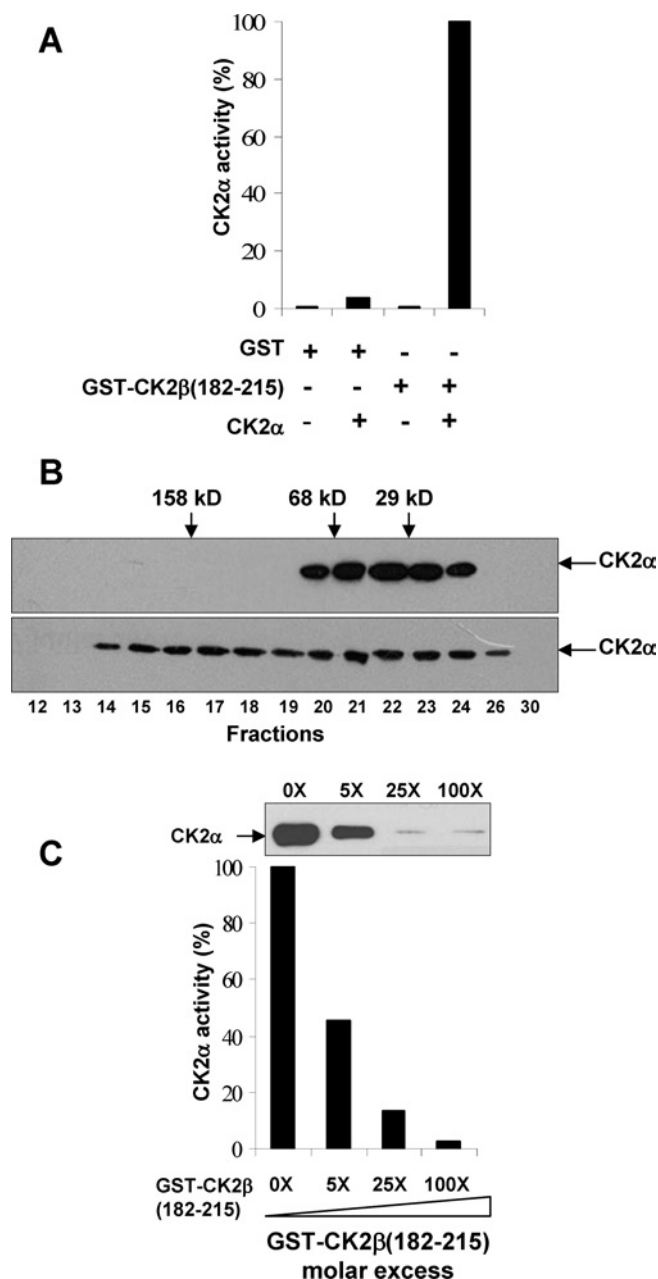 A
CK2α activity (%)
100
80
60
40
20
0
GST + + - -
GST-CK2β(182-215) - - + +
CK2α - + - +
B
158 kD 68 kD 29 kD
CK2α
CK2α
12 13 14 15 16 17 18 19 20 21 22 23 24 26 30
Fractions
C
0X 5X 25X 100X
CK2α
CK2α activity (%)
100
80
60
40
20
0
GST-CK2β
(182-215)
0X 5X 25X 100X
GST-CK2β(182-215)
molar excess